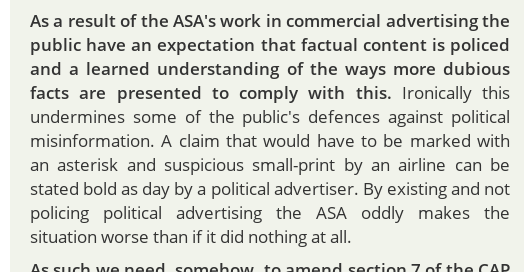 As a result of the ASA's work in commercial advertising the
public have an expectation that factual content is policed
and a learned understanding of the ways more dubious
facts are presented to comply with this. Ironically this
undermines some of the public's defences against political
misinformation. A claim that would have to be marked with
an asterisk and suspicious small-print by an airline can be
stated bold as day by a political advertiser. By existing and not
policing political advertising the ASA oddly makes the
situation worse than if it did nothing at all.
As such we need, somehow, to amend section 7 of the CAP